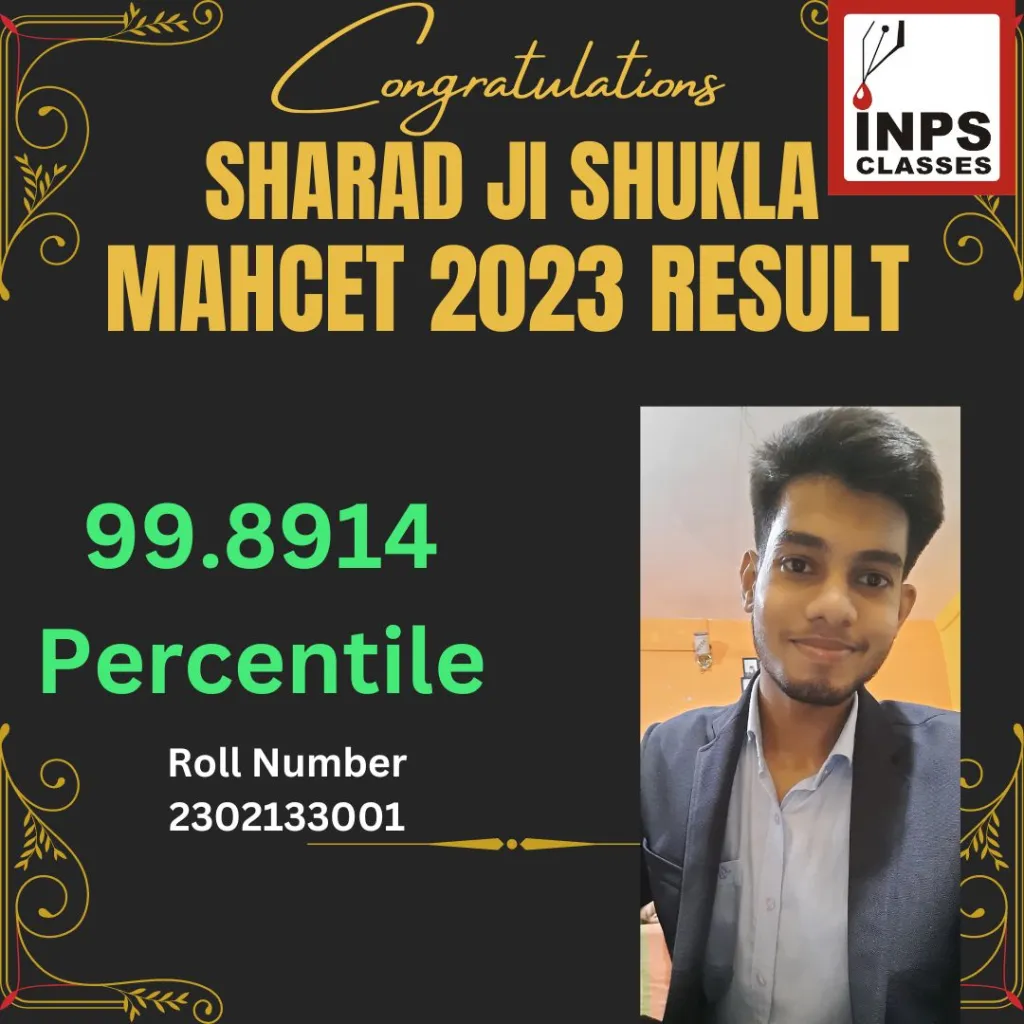 Congratulations
INPS
CLASSES
SHARAD JI SHUKLA
MAHCET 2023 RESULT
99.8914
Percentile
Roll Number
2302133001